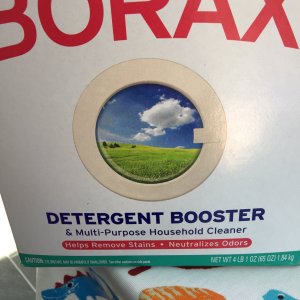 BORAX
DETERGENT BOOSTER
& Multi-Purpose Household Cleaner
Helps Remove Stains • Neutralizes Odors
CAUTION
NET WT 4 LB 1 OZ (65 OZ) 1.84 kg